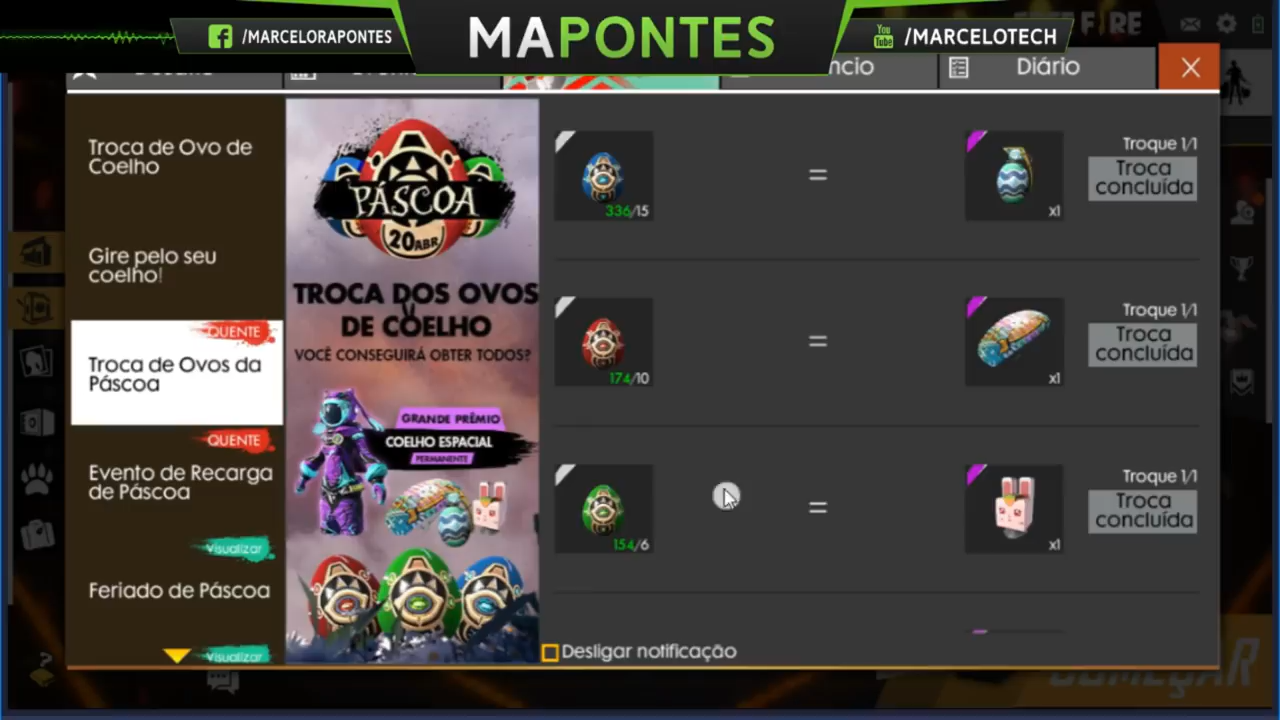 /MARCELORAPONTES
MAPONTES
You
Tube
/MARCELOTECH
Diário
Troca de Ovo de
Coelho
Gire pelo seu
coelho!
QUENTE
Troca de Ovos da
Páscoa
QUENTE
Evento de Recarga
de Páscoa
Visualizar
Feriado de Páscoa
Visualizar
PÁSCOA
20ABR
TROCA DOS OVOS
DE COELHO
VOCÊ CONSEGUIRÁ OBTER TODOS?
GRANDE PRÊMIO
COELHO ESPACIAL
PERMANENTE
336/15
=
x1
Troque 1/1
Troca
concluída
174/10
=
x1
Troque 1/1
Troca
concluída
154/6
=
x1
Troque 1/1
Troca
concluída
Desligar notificação
COMEÇAR